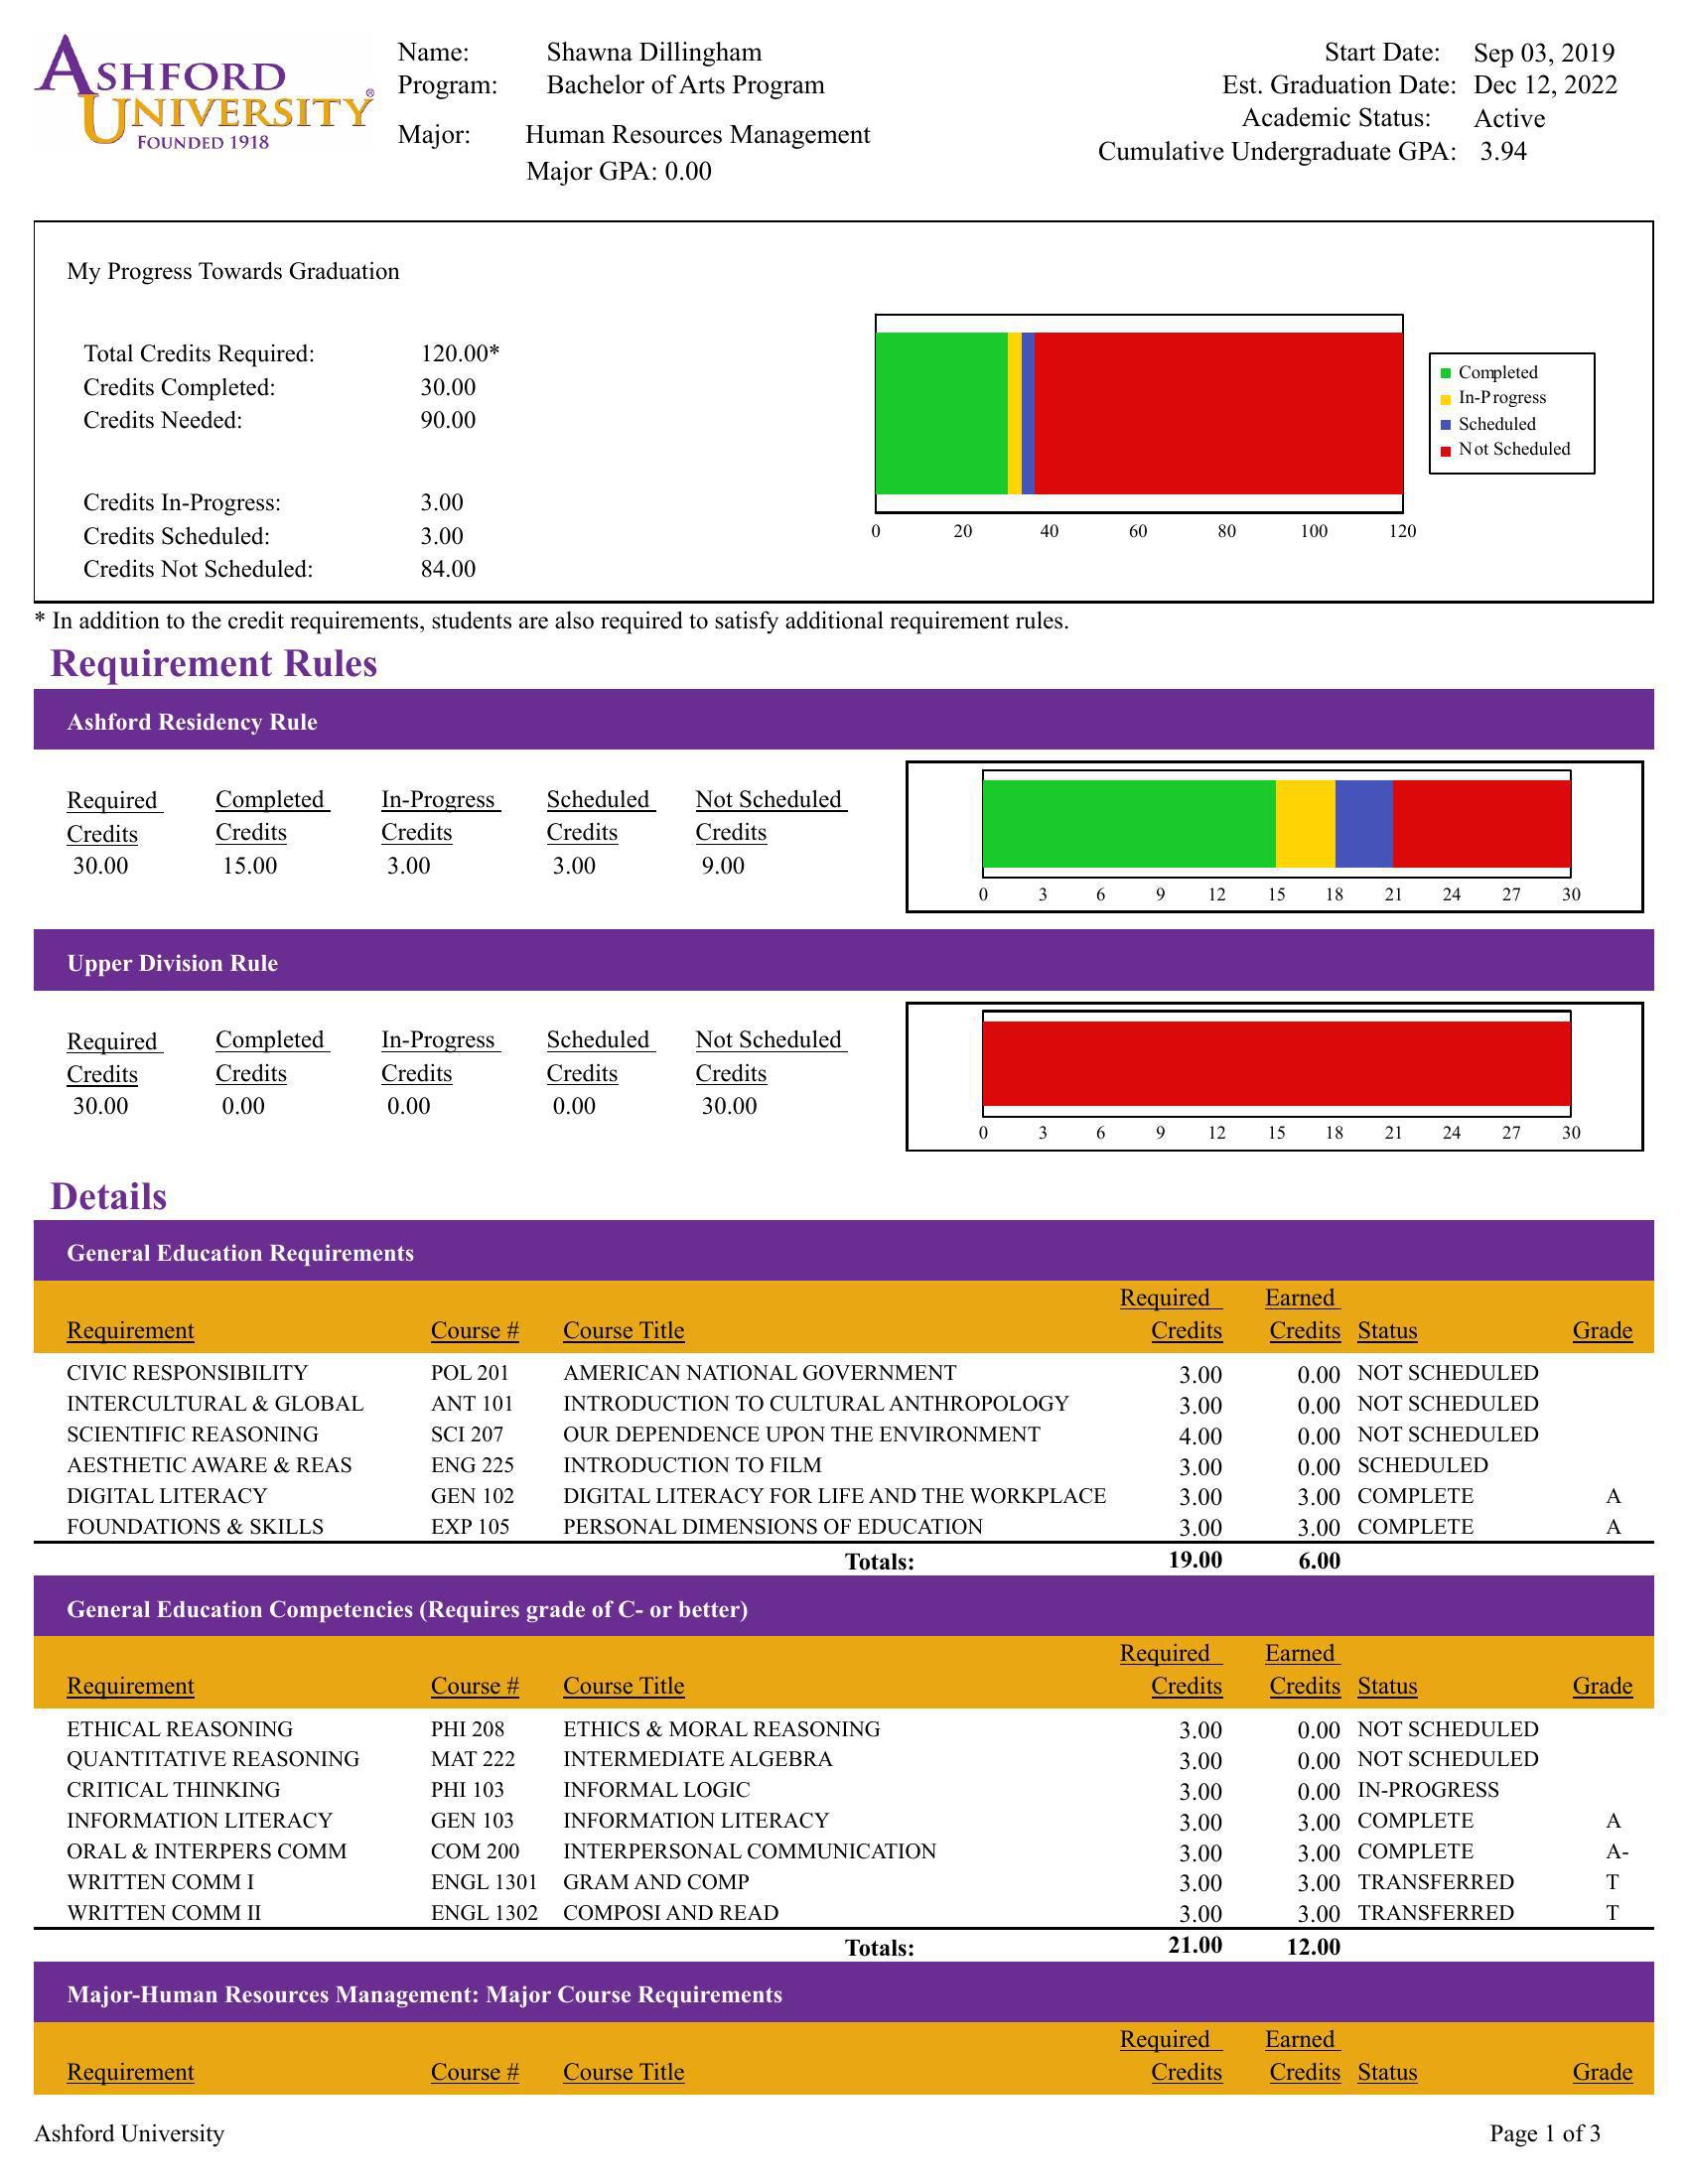 ASHFORD
UNIVERSITY®
FOUNDED 1918
Name: Shawna Dillingham
Program: Bachelor of Arts Program
Major: Human Resources Management
Major GPA: 0.00
Start Date: Sep 03, 2019
Est. Graduation Date: Dec 12, 2022
Academic Status: Active
Cumulative Undergraduate GPA: 3.94
My Progress Towards Graduation
Total Credits Required: 120.00*
Credits Completed: 30.00
Credits Needed: 90.00
Credits In-Progress: 3.00
Credits Scheduled: 3.00
Credits Not Scheduled: 84.00
Completed
In-Progress
Scheduled
Not Scheduled
0 20 40 60 80 100 120
* In addition to the credit requirements, students are also required to satisfy additional requirement rules.
Requirement Rules
Ashford Residency Rule
Required Completed In-Progress Scheduled Not Scheduled
Credits Credits Credits Credits Credits
30.00 15.00 3.00 3.00 9.00
0 3 6 9 12 15 18 21 24 27 30
Upper Division Rule
Required Completed In-Progress Scheduled Not Scheduled
Credits Credits Credits Credits Credits
30.00 0.00 0.00 0.00 30.00
0 3 6 9 12 15 18 21 24 27 30
Details
General Education Requirements
Required Earned
Requirement Course # Course Title Credits Credits Status Grade
CIVIC RESPONSIBILITY POL 201 AMERICAN NATIONAL GOVERNMENT 3.00 0.00 NOT SCHEDULED
INTERCULTURAL & GLOBAL ANT 101 INTRODUCTION TO CULTURAL ANTHROPOLOGY 3.00 0.00 NOT SCHEDULED
SCIENTIFIC REASONING SCI 207 OUR DEPENDENCE UPON THE ENVIRONMENT 4.00 0.00 NOT SCHEDULED
AESTHETIC AWARE & REAS ENG 225 INTRODUCTION TO FILM 3.00 0.00 SCHEDULED
DIGITAL LITERACY GEN 102 DIGITAL LITERACY FOR LIFE AND THE WORKPLACE 3.00 3.00 COMPLETE A
FOUNDATIONS & SKILLS EXP 105 PERSONAL DIMENSIONS OF EDUCATION 3.00 3.00 COMPLETE A
Totals: 19.00 6.00
General Education Competencies (Requires grade of C- or better)
Required Earned
Requirement Course # Course Title Credits Credits Status Grade
ETHICAL REASONING PHI 208 ETHICS & MORAL REASONING 3.00 0.00 NOT SCHEDULED
QUANTITATIVE REASONING MAT 222 INTERMEDIATE ALGEBRA 3.00 0.00 NOT SCHEDULED
CRITICAL THINKING PHI 103 INFORMAL LOGIC 3.00 0.00 IN-PROGRESS
INFORMATION LITERACY GEN 103 INFORMATION LITERACY 3.00 3.00 COMPLETE A
ORAL & INTERPERS COMM COM 200 INTERPERSONAL COMMUNICATION 3.00 3.00 COMPLETE A-
WRITTEN COMM I ENGL 1301 GRAM AND COMP 3.00 3.00 TRANSFERRED T
WRITTEN COMM II ENGL 1302 COMPOSI AND READ 3.00 3.00 TRANSFERRED T
Totals: 21.00 12.00
Major-Human Resources Management: Major Course Requirements
Required Earned
Requirement Course # Course Title Credits Credits Status Grade
Ashford University Page 1 of 3